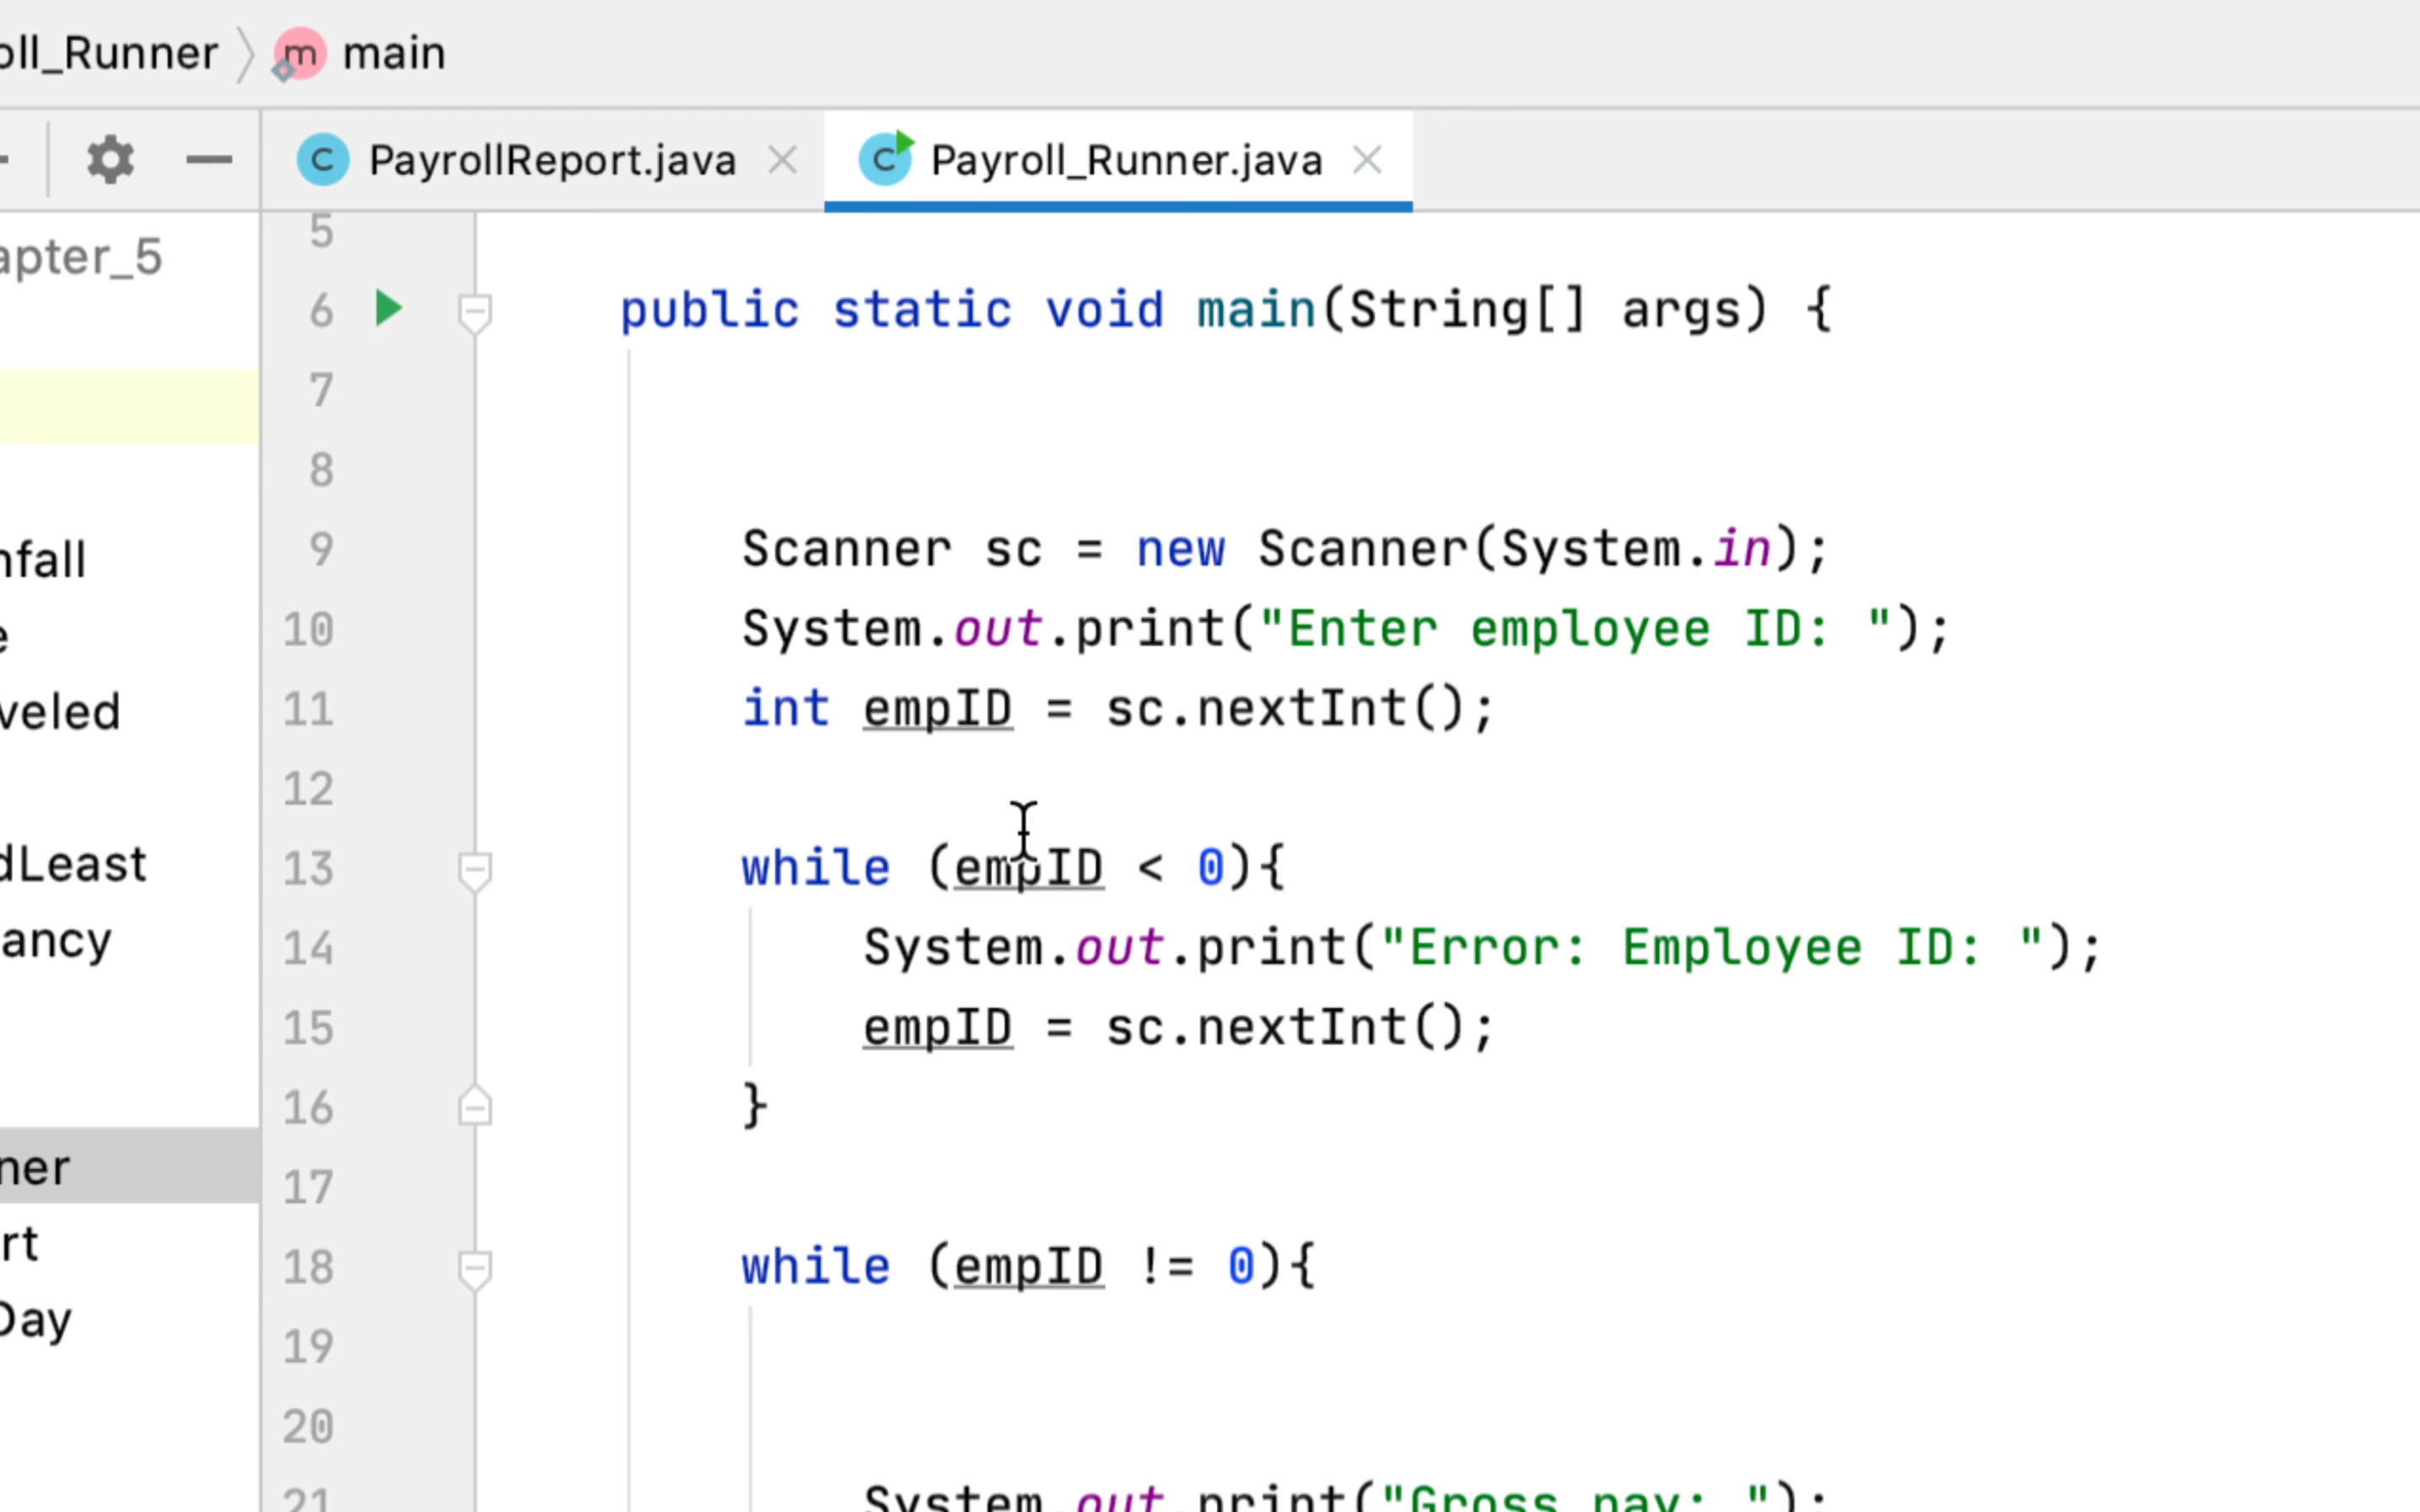 oll_Runner 〉 m main
C PayrollReport.java × C Payroll_Runner.java ×
apter_5
nfall
e
veled
dLeast
ancy
ner
rt
Day
5
6 public static void main(String[] args) {
7
8
9 Scanner sc = new Scanner(System.in);
10 System.out.print("Enter employee ID: ");
11 int empID = sc.nextInt();
12
13 while (empID < 0){
14 System.out.print("Error: Employee ID: ");
15 empID = sc.nextInt();
16 }
17
18 while (empID != 0){
19
20
21 System.out.print("Gross pay: ");